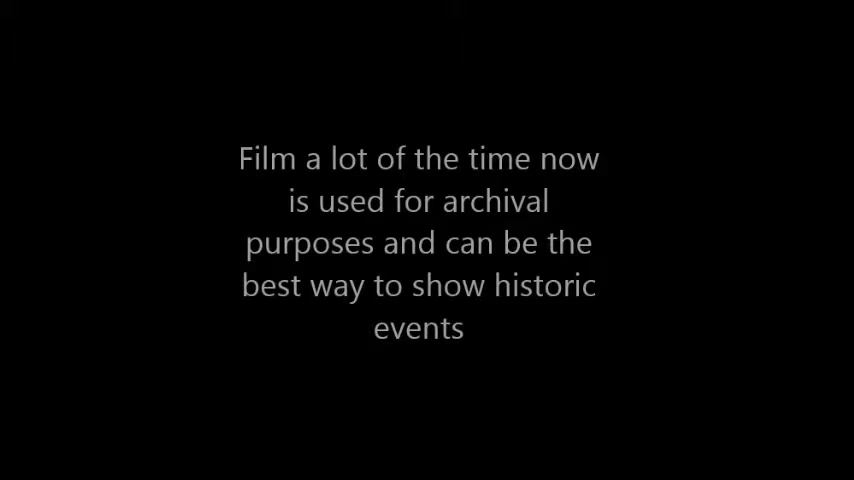 Film a lot of the time now
is used for archival
purposes and can be the
best way to show historic
events